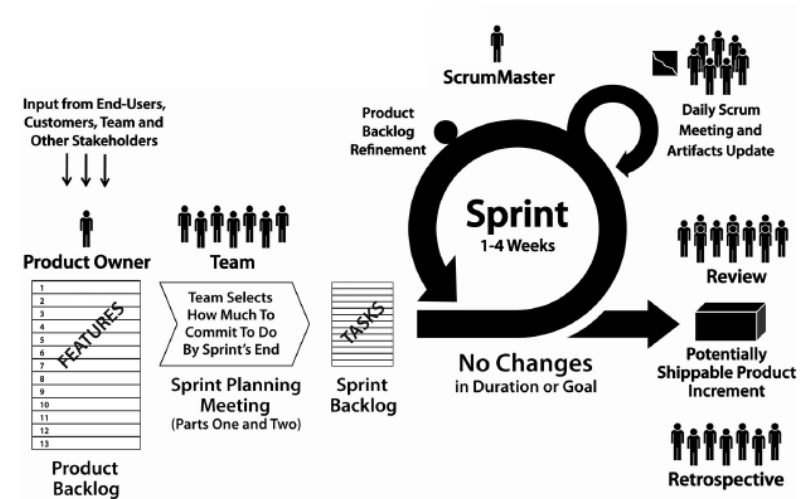 Input from End-Users,
Customers, Team and
Other Stakeholders
Product Owner
1
2
3
4
5
6
7
8
9
10
11
12
13
FEATURES
Product
Backlog
Team
Team Selects
How Much To
Commit To Do
By Sprint's End
Sprint Planning
Meeting
(Parts One and Two)
TASKS
Sprint
Backlog
ScrumMaster
Product
Backlog
Refinement
Sprint
1-4 Weeks
No Changes
in Duration or Goal
Daily Scrum
Meeting and
Artifacts Update
Review
Potentially
Shippable Product
Increment
Retrospective